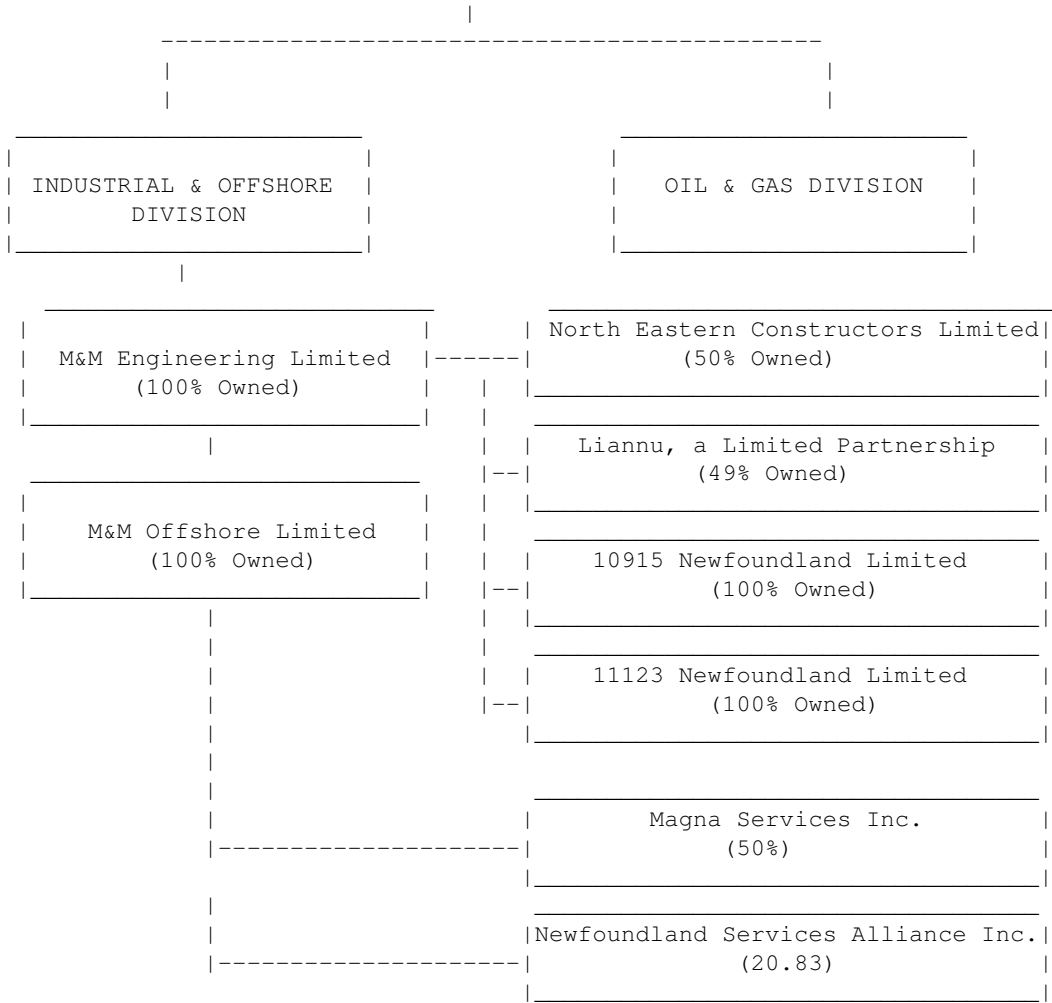 INDUSTRIAL & OFFSHORE
DIVISION
OIL & GAS DIVISION
M&M Engineering Limited
(100% Owned)
North Eastern Constructors Limited
(50% Owned)
Liannu, a Limited Partnership
(49% Owned)
M&M Offshore Limited
(100% Owned)
10915 Newfoundland Limited
(100% Owned)
11123 Newfoundland Limited
(100% Owned)
Magna Services Inc.
(50%)
Newfoundland Services Alliance Inc.
(20.83)